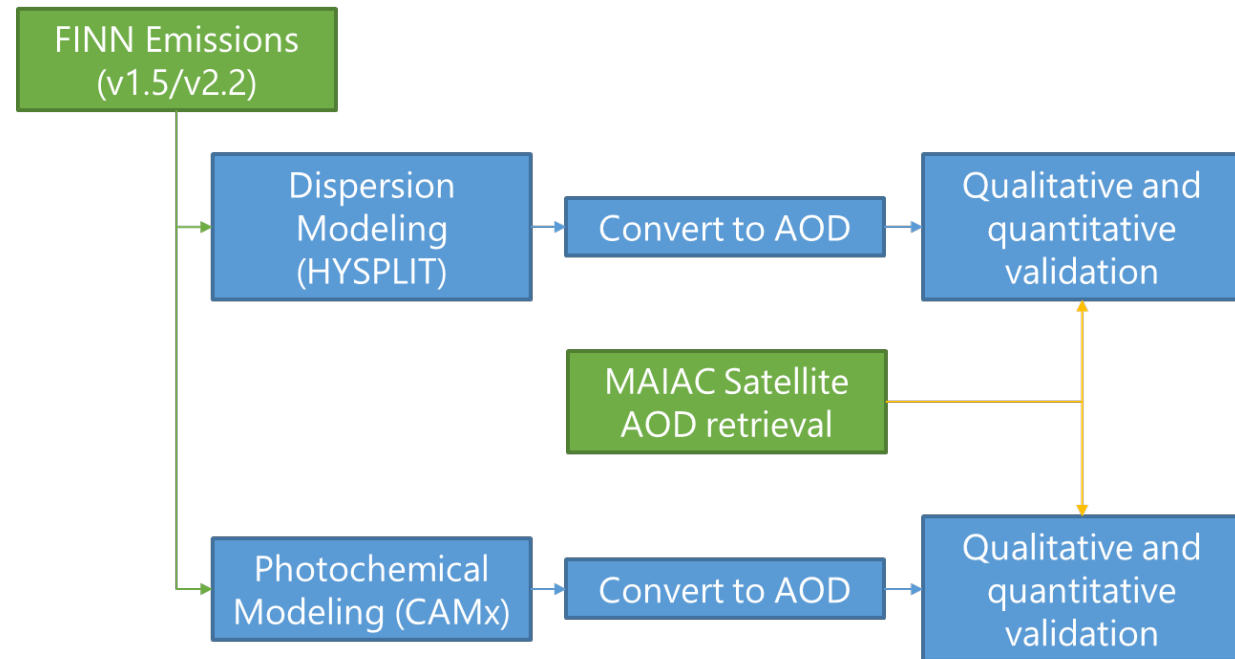 FINN Emissions
(v1.5/v2.2)
Dispersion
Modeling
(HYSPLIT)
Convert to AOD
Qualitative and
quantitative
validation
MAIAC Satellite
AOD retrieval
Photochemical
Modeling (CAMx)
Convert to AOD
Qualitative and
quantitative
validation